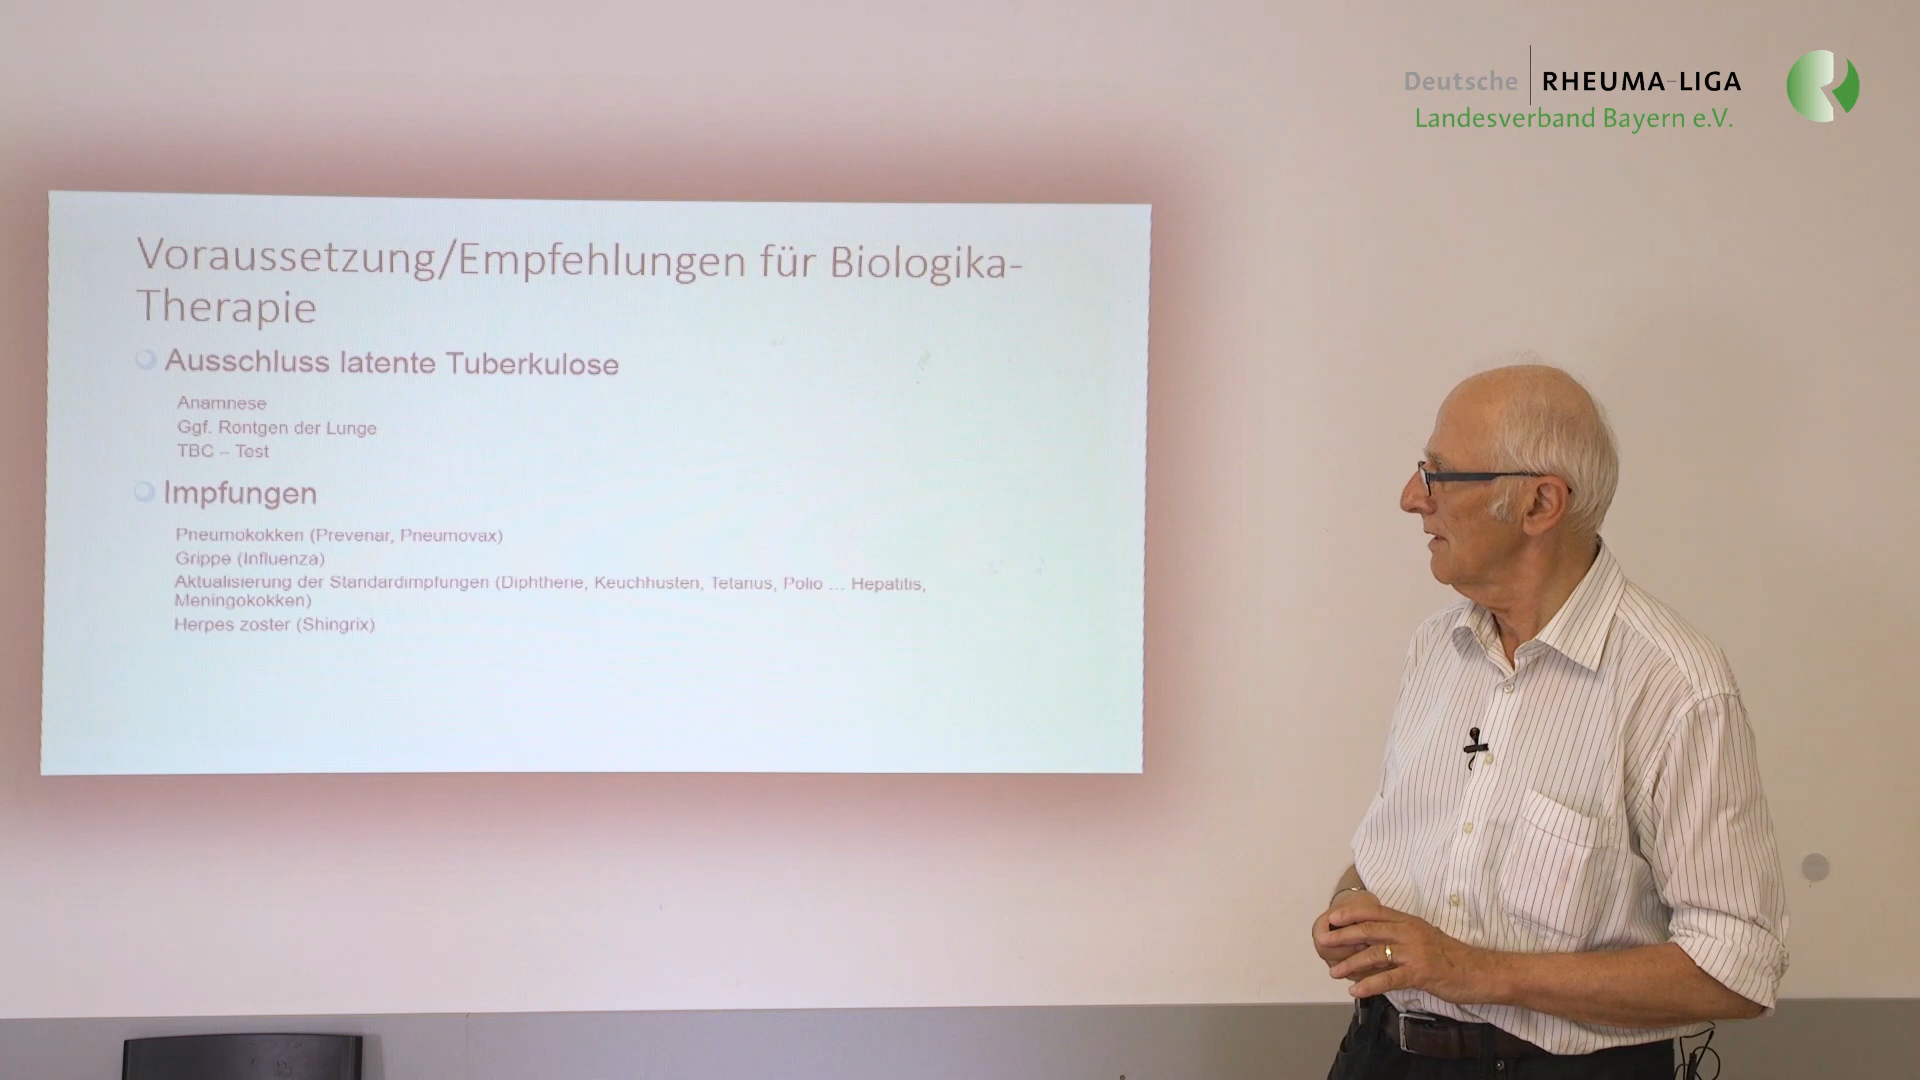 Deutsche RHEUMA-LIGA
Landesverband Bayern e.V.
Voraussetzung/Empfehlungen für Biologika-
Therapie
Ausschluss latente Tuberkulose
Anamnese
Ggf. Röntgen der Lunge
TBC – Test
Impfungen
Pneumokokken (Prevenar, Pneumovax)
Grippe (Influenza)
Aktualisierung der Standardimpfungen (Diphtherie, Keuchhusten, Tetanus, Polio … Hepatitis,
Meningokokken)
Herpes zoster (Shingrix)